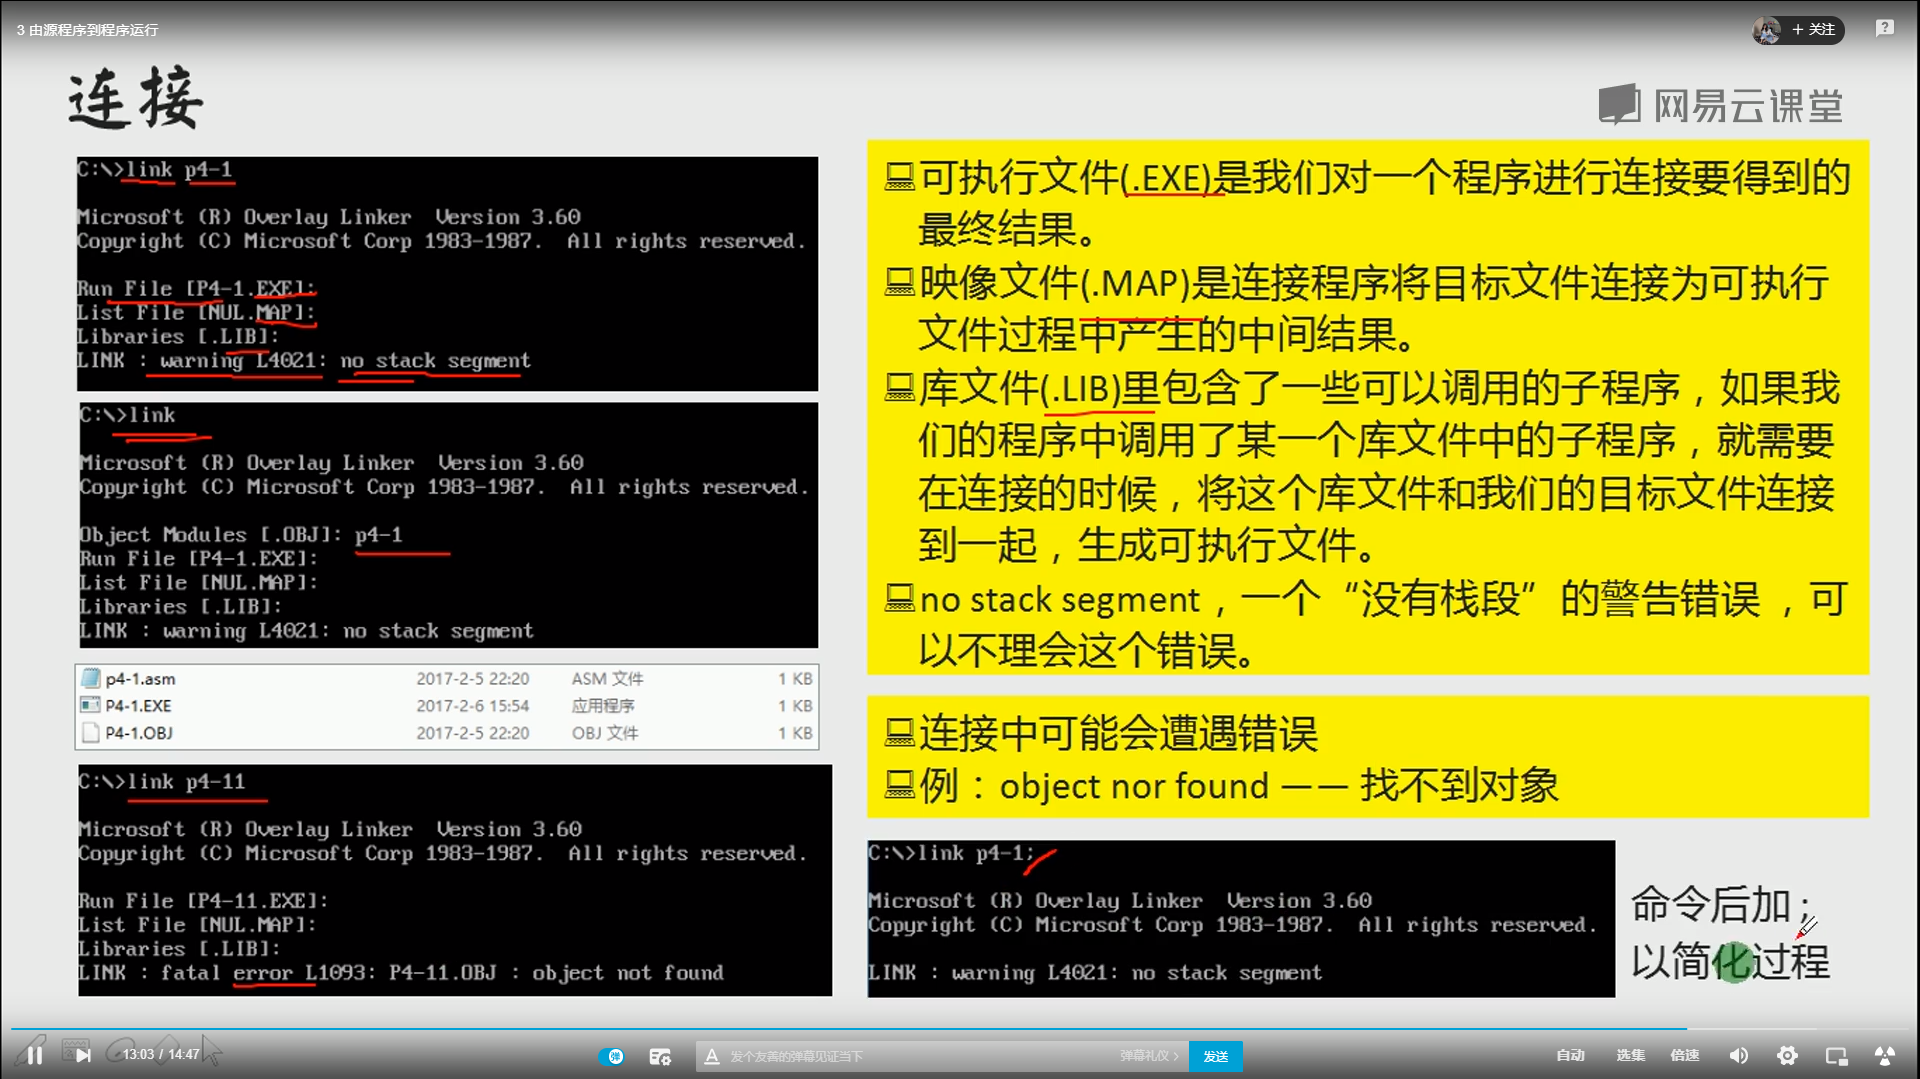 3 由源程序到程序运行
+ 关注
连接
网易云课堂
C:\>link p4-1
Microsoft (R) Overlay Linker  Version 3.60
Copyright (C) Microsoft Corp 1983-1987.  All rights reserved.
Run File [P4-1.EXE]:
List File [NUL.MAP]:
Libraries [.LIB]:
LINK : warning L4021: no stack segment
C:\>link
Microsoft (R) Overlay Linker  Version 3.60
Copyright (C) Microsoft Corp 1983-1987.  All rights reserved.
Object Modules [.OBJ]: p4-1
Run File [P4-1.EXE]:
List File [NUL.MAP]:
Libraries [.LIB]:
LINK : warning L4021: no stack segment
p4-1.asm 2017-2-5 22:20 ASM 文件 1 KB
P4-1.EXE 2017-2-6 15:54 应用程序 1 KB
P4-1.OBJ 2017-2-5 22:20 OBJ 文件 1 KB
C:\>link p4-11
Microsoft (R) Overlay Linker  Version 3.60
Copyright (C) Microsoft Corp 1983-1987.  All rights reserved.
Run File [P4-11.EXE]:
List File [NUL.MAP]:
Libraries [.LIB]:
LINK : fatal error L1093: P4-11.OBJ : object not found
可执行文件(.EXE)是我们对一个程序进行连接要得到的
最终结果。
映像文件(.MAP)是连接程序将目标文件连接为可执行
文件过程中产生的中间结果。
库文件(.LIB)里包含了一些可以调用的子程序，如果我
们的程序中调用了某一个库文件中的子程序，就需要
在连接的时候，将这个库文件和我们的目标文件连接
到一起，生成可执行文件。
no stack segment，一个“没有栈段”的警告错误，可
以不理会这个错误。
连接中可能会遭遇错误
例：object nor found —— 找不到对象
C:\>link p4-1;
Microsoft (R) Overlay Linker  Version 3.60
Copyright (C) Microsoft Corp 1983-1987.  All rights reserved.
LINK : warning L4021: no stack segment
命令后加；
以简化过程
13:03 / 14:47
弹
发个友善的弹幕见证当下
弹幕礼仪 >
发送
自动
选集
倍速